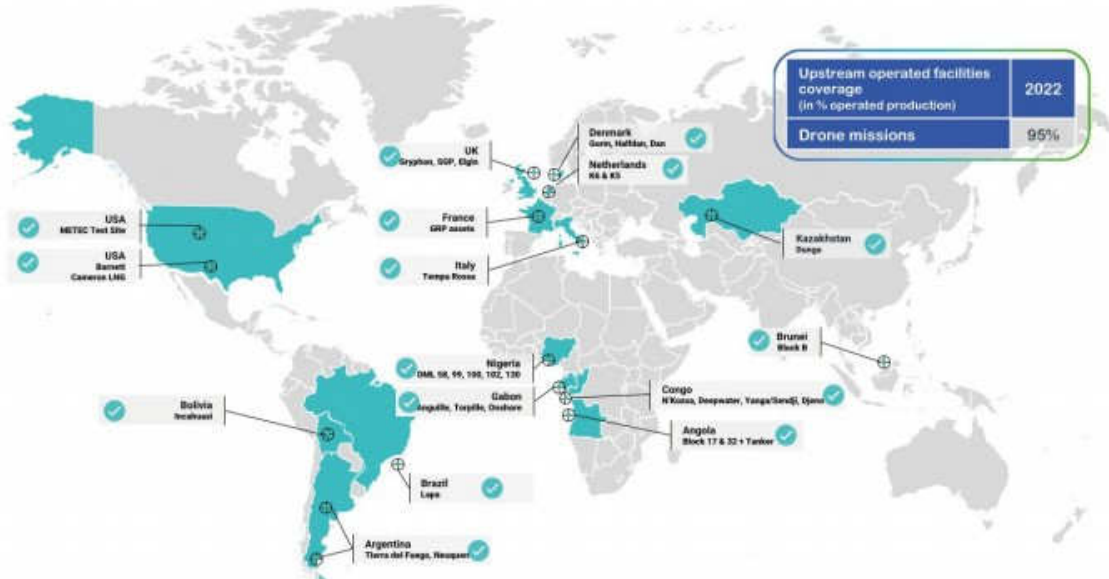 Upstream operated facilities
coverage
(in % operated production)
2022
Drone missions
95%
UK
Gryphon, SGP, Elgin
Denmark
Gorm, Halfdan, Dan
Netherlands
K6 & K5
USA
METEC Test Site
France
GRP assets
Kazakhstan
Dunga
USA
Barnett
Cameron LNG
Italy
Tempa Rossa
Brunei
Block B
Nigeria
OML 58, 99, 100, 102, 130
Gabon
Anguille, Torpille, Onshore
Congo
N'Kossa, Deepwater, Yanga/Sendji, Djeno
Bolivia
Incahuasi
Angola
Block 17 & 32 + Tanker
Brazil
Lapa
Argentina
Tierra del Fuego, Neuquen